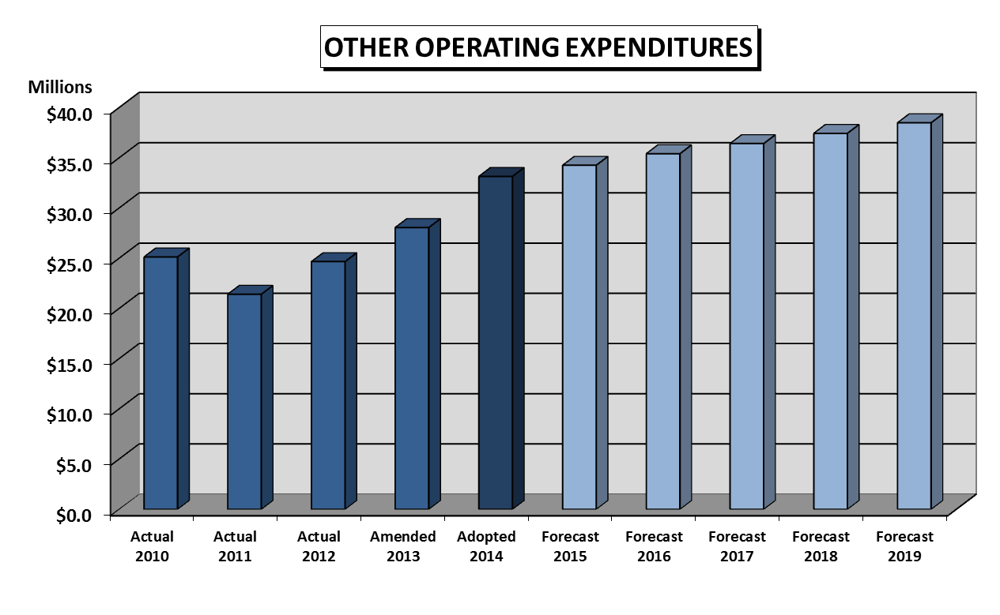 OTHER OPERATING EXPENDITURES
Millions
$40.0
$35.0
$30.0
$25.0
$20.0
$15.0
$10.0
$5.0
$0.0
Actual Actual Actual Amended Adopted Forecast Forecast Forecast Forecast Forecast
2010 2011 2012 2013 2014 2015 2016 2017 2018 2019